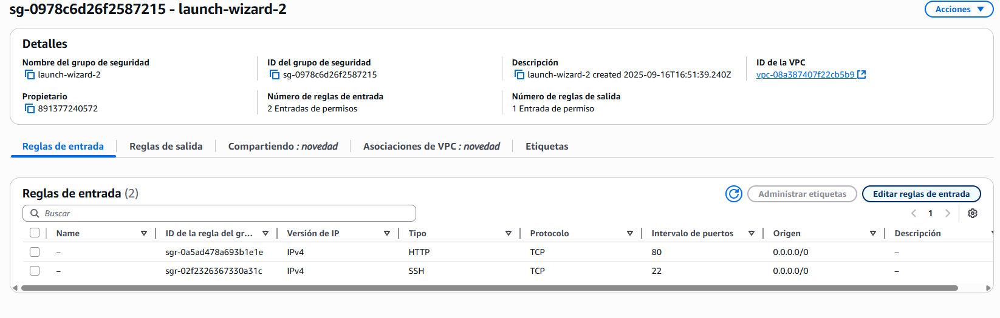 sg-0978c6d26f2587215 - launch-wizard-2
Acciones
Detalles
Nombre del grupo de seguridad
launch-wizard-2
ID del grupo de seguridad
sg-0978c6d26f2587215
Descripción
launch-wizard-2 created 2025-09-16T16:51:39.240Z
ID de la VPC
vpc-08a387407f22cb5b9
Propietario
891377240572
Número de reglas de entrada
2 Entradas de permisos
Número de reglas de salida
1 Entrada de permiso
Reglas de entrada
Reglas de salida
Compartiendo : novedad
Asociaciones de VPC : novedad
Etiquetas
Reglas de entrada (2)
Administrar etiquetas
Editar reglas de entrada
Buscar
1
Name ID de la regla del gr... Versión de IP Tipo Protocolo Intervalo de puertos Origen Descripción
– sgr-0a5ad478a693b1e1e IPv4 HTTP TCP 80 0.0.0.0/0 –
– sgr-02f2326367330a31c IPv4 SSH TCP 22 0.0.0.0/0 –